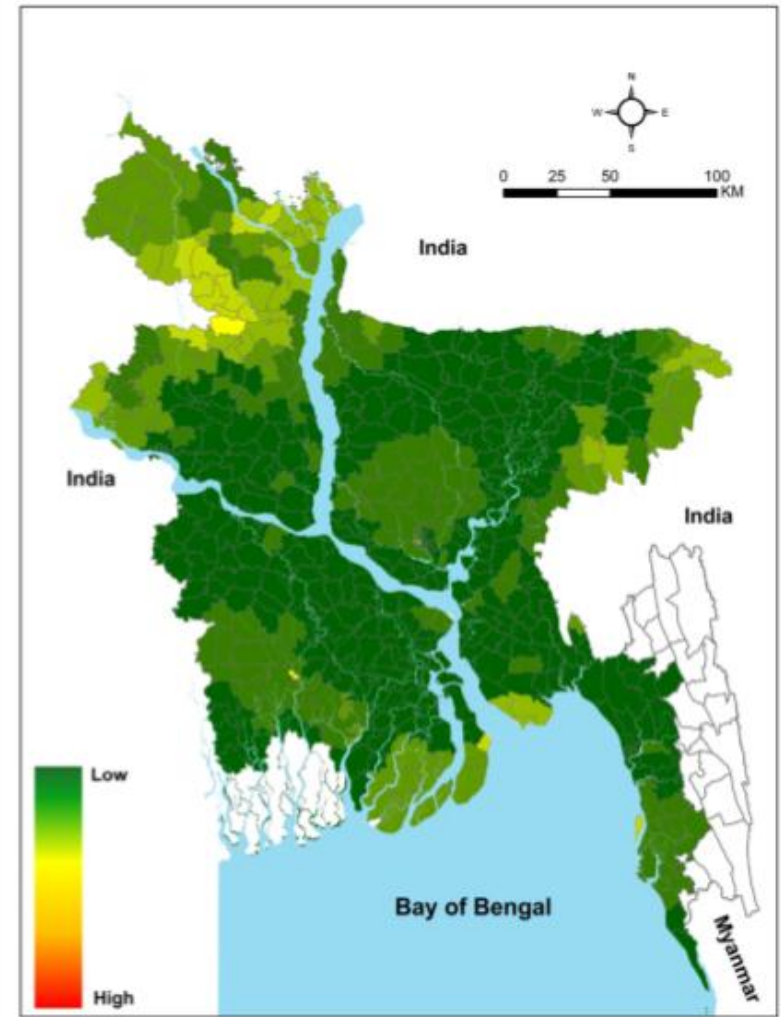 N
W E
S
0 25 50 100
KM
India
India
India
Low
High
Bay of Bengal
Myanmar